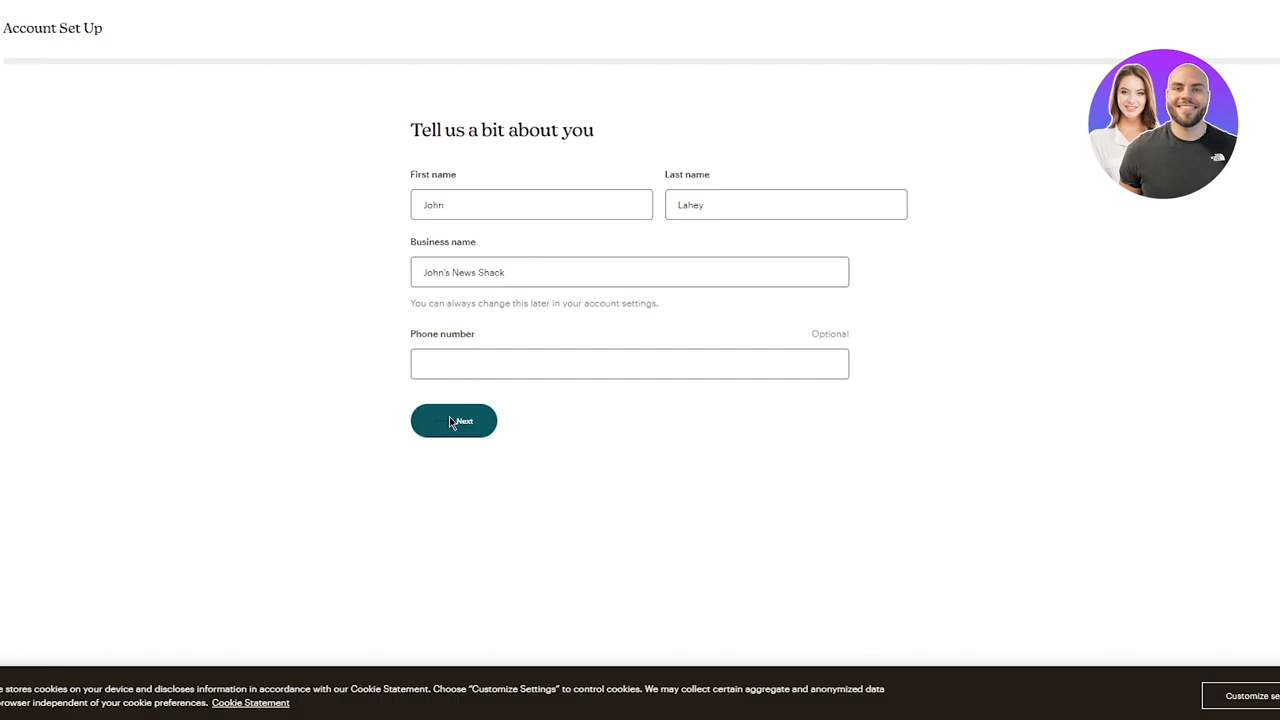 Account Set Up
Tell us a bit about you
First name
Last name
John
Lahey
Business name
John's News Shack
You can always change this later in your account settings.
Phone number
Optional
Next
stores cookies on your device and discloses information in accordance with our Cookie Statement. Choose "Customize Settings" to control cookies. We may collect certain aggregate and anonymized data
Customize se
browser independent of your cookie preferences. Cookie Statement